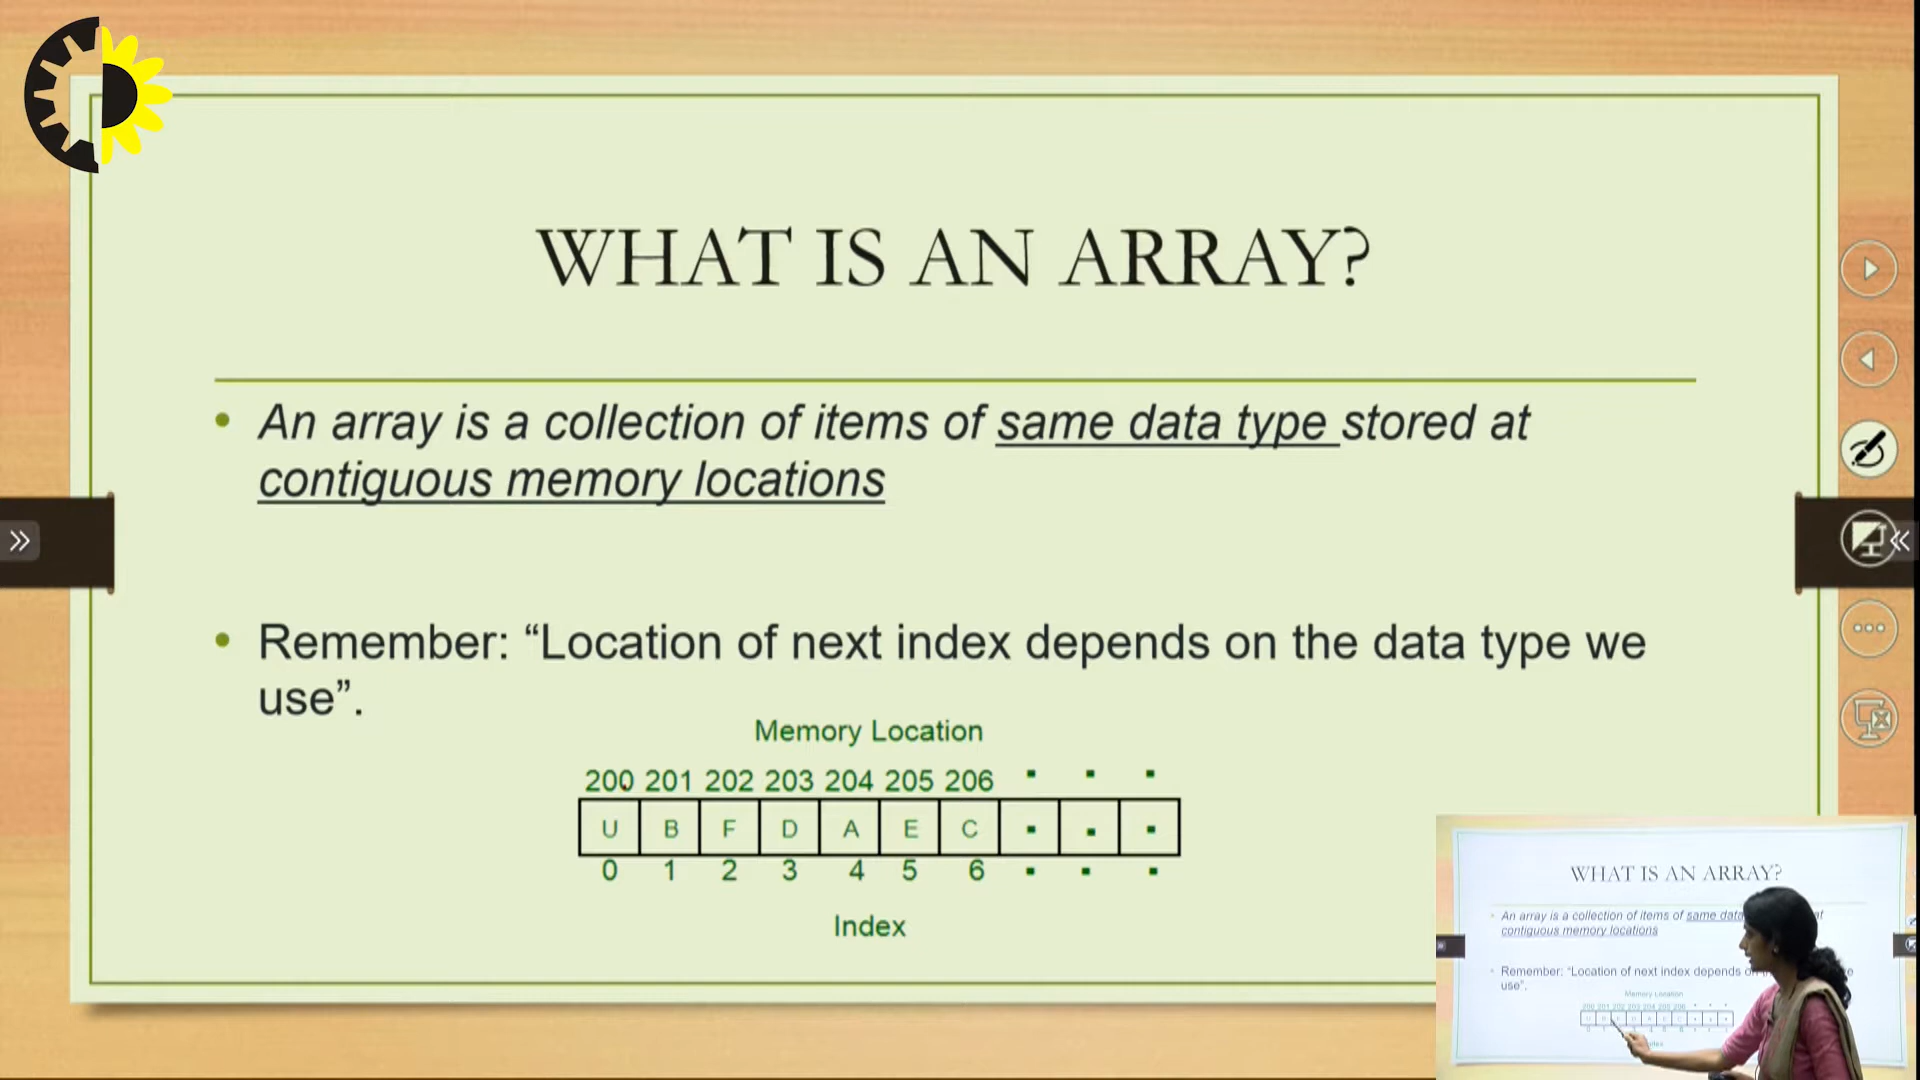 WHAT IS AN ARRAY?
• An array is a collection of items of same data type stored at
contiguous memory locations
• Remember: “Location of next index depends on the data type we
use”.
Memory Location
200 201 202 203 204 205 206 ▪ ▪ ▪
U B F D A E C ▪ ▪ ▪
0 1 2 3 4 5 6 ▪ ▪ ▪
Index
WHAT IS AN ARRAY?
An array is a collection of items of same data at
contiguous memory locations
Remember: “Location of next index depends
use”.
Memory Location